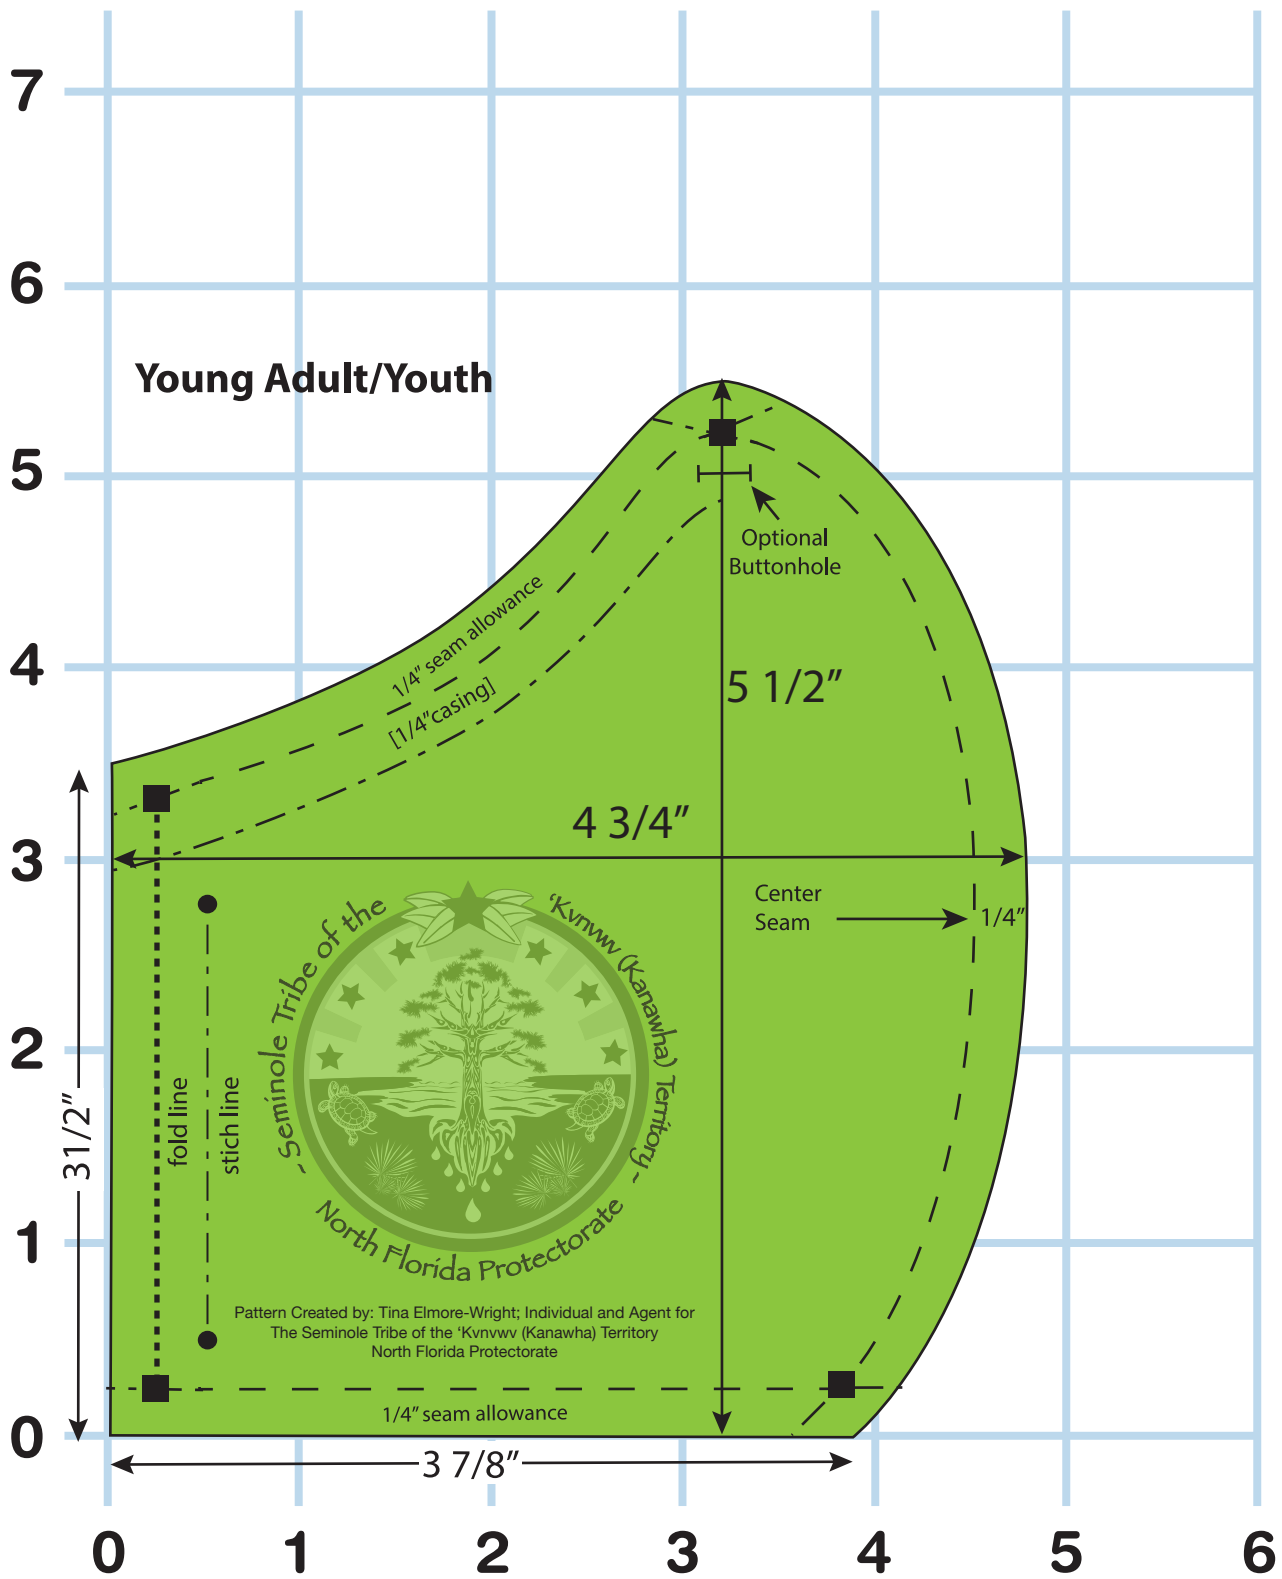 7
6
Young Adult/Youth
5
Optional
Buttonhole
1/4” seam allowance
[1/4”casing]
4
5 1/2”
4 3/4”
3
Center
Seam
1/4”
~Seminole Tribe of the
‘Kvnvwv (Kanawha) Territory~
North Florida Protectorate
2
31/2”
fold line
stich line
1
Pattern Created by: Tina Elmore-Wright; Individual and Agent for
The Seminole Tribe of the ‘Kvnvwv (Kanawha) Territory
North Florida Protectorate
1/4” seam allowance
0
3 7/8”
0 1 2 3 4 5 6